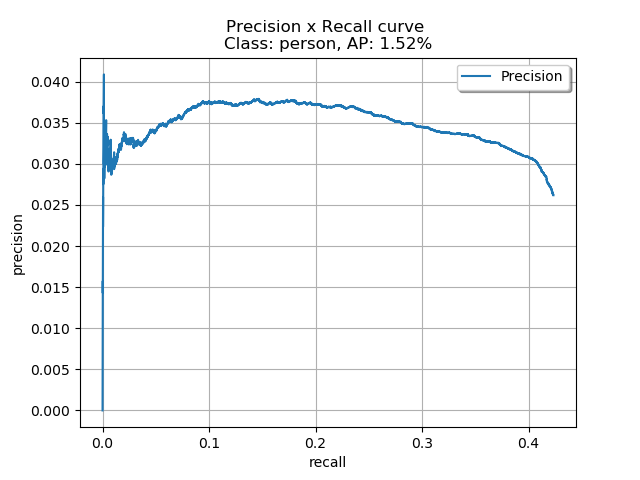 Precision x Recall curve
Class: person, AP: 1.52%
Precision
0.040
0.035
0.030
0.025
0.020
0.015
0.010
0.005
0.000
precision
0.0 0.1 0.2 0.3 0.4
recall